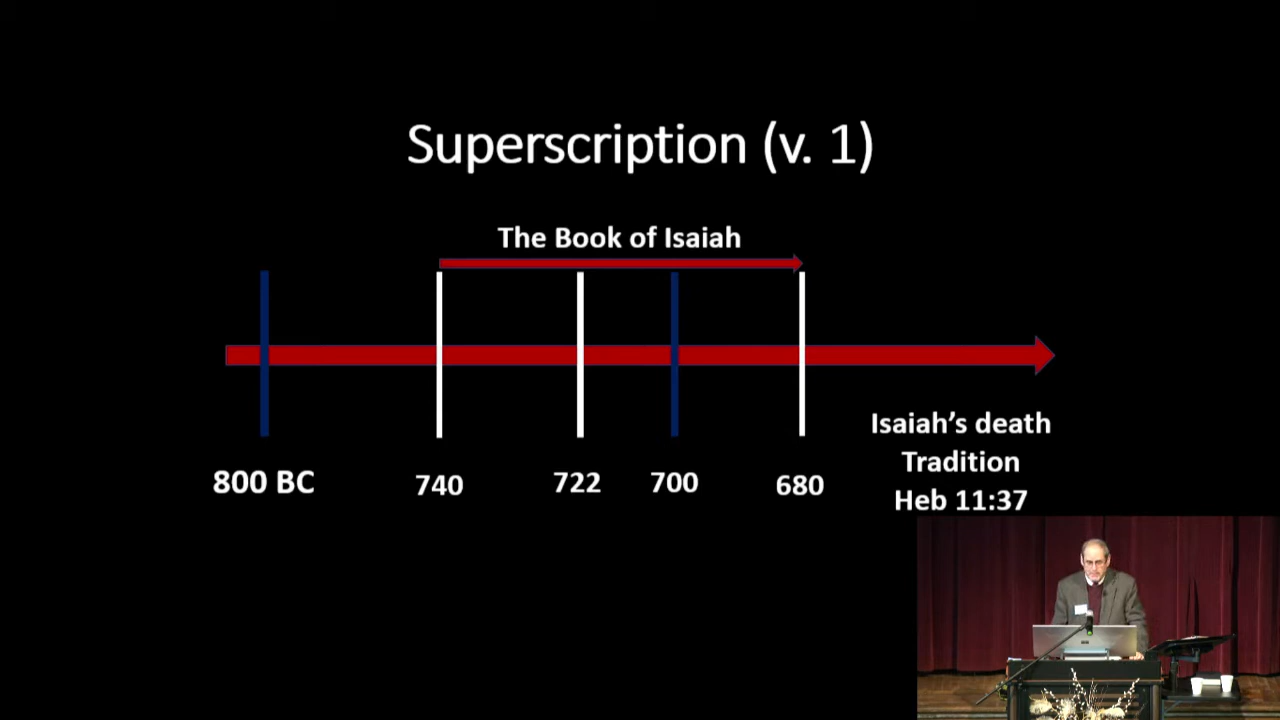 Superscription (v. 1)
The Book of Isaiah
800 BC
740
722
700
680
Isaiah’s death
Tradition
Heb 11:37